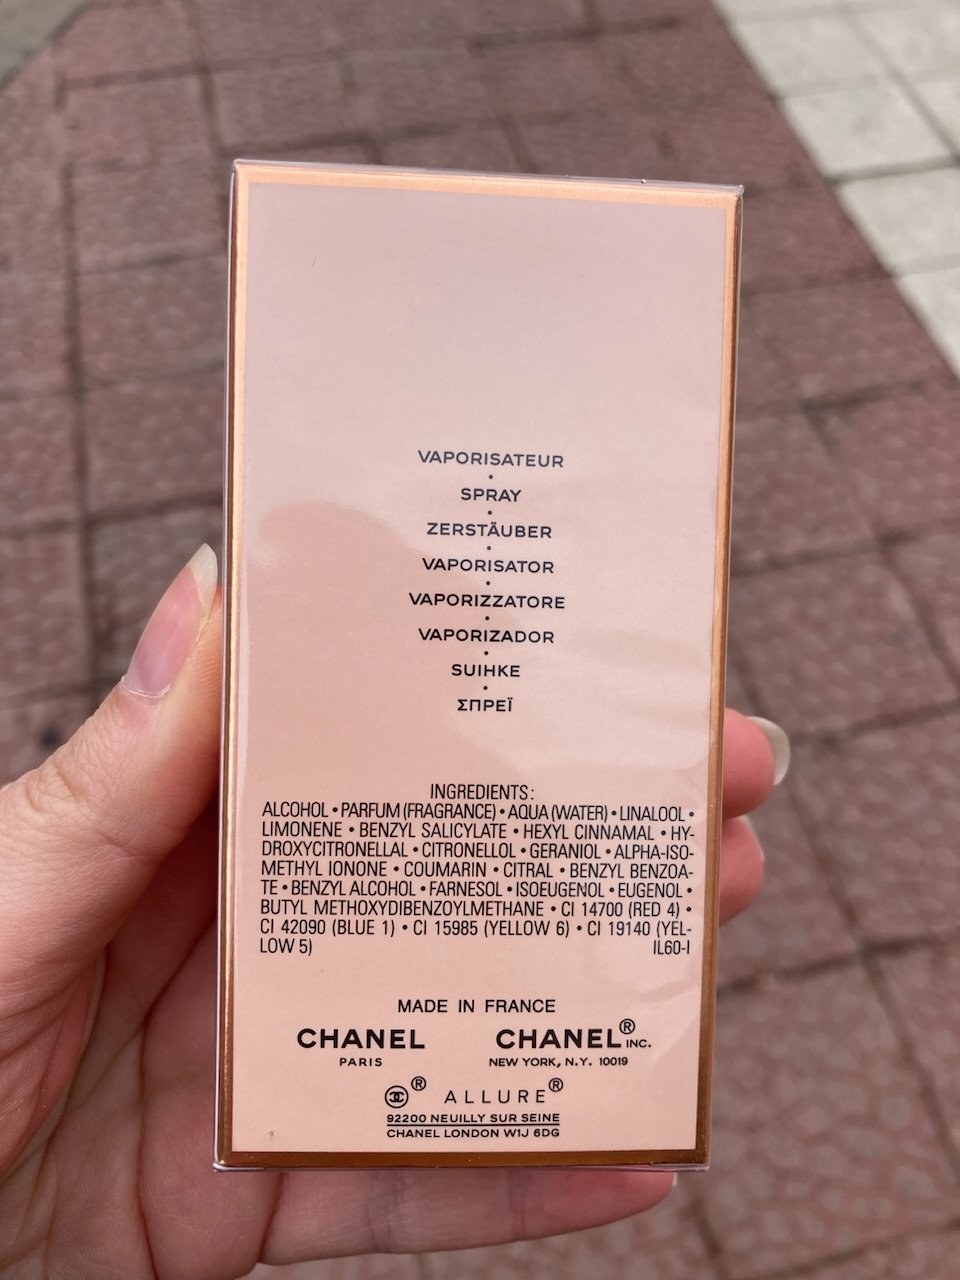 VAPORISATEUR
•
SPRAY
•
ZERSTÄUBER
•
VAPORISATOR
•
VAPORIZZATORE
•
VAPORIZADOR
•
SUIHKE
•
ΣΠΡΕΪ
INGREDIENTS:
ALCOHOL • PARFUM (FRAGRANCE) • AQUA (WATER) • LINALOOL •
LIMONENE • BENZYL SALICYLATE • HEXYL CINNAMAL • HY-
DROXYCITRONELLAL • CITRONELLOL • GERANIOL • ALPHA-ISO-
METHYL IONONE • COUMARIN • CITRAL • BENZYL BENZOA-
TE • BENZYL ALCOHOL • FARNESOL • ISOEUGENOL • EUGENOL •
BUTYL METHOXYDIBENZOYLMETHANE • CI 14700 (RED 4) •
CI 42090 (BLUE 1) • CI 15985 (YELLOW 6) • CI 19140 (YEL-
LOW 5) IL60-I
MADE IN FRANCE
CHANEL CHANEL® INC.
PARIS NEW YORK, N.Y. 10019
® ALLURE®
92200 NEUILLY SUR SEINE
CHANEL LONDON W1J 6DG